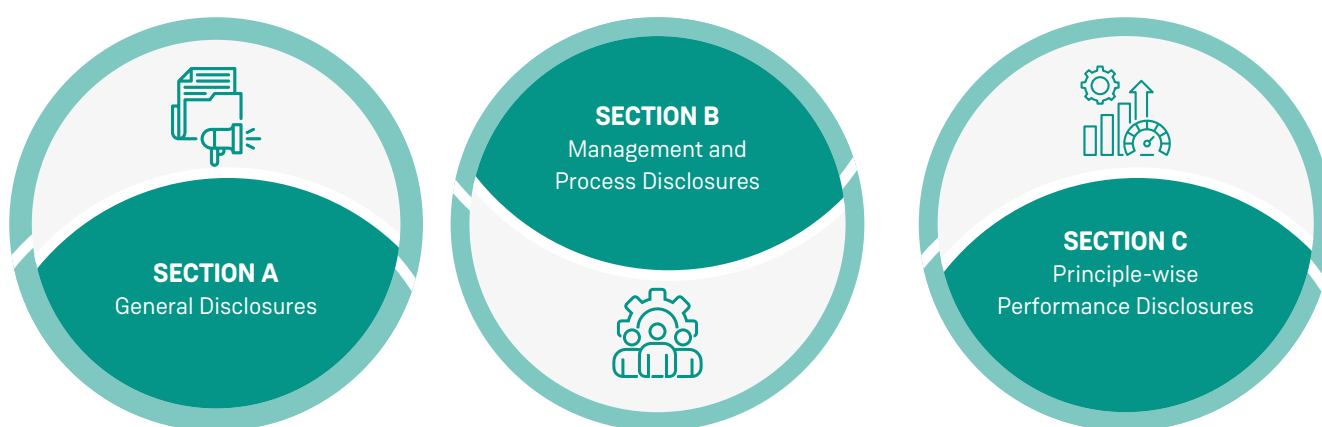 SECTION A
General Disclosures
SECTION B
Management and
Process Disclosures
SECTION C
Principle-wise
Performance Disclosures